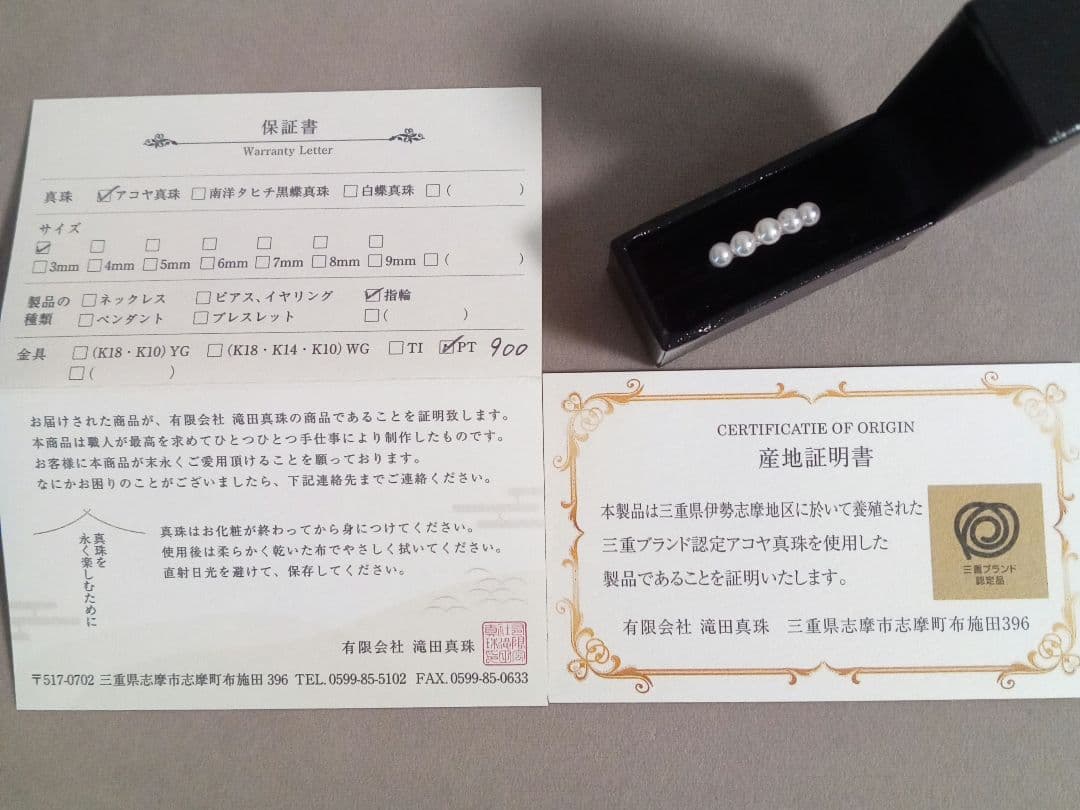 保証書
Warranty Letter
真珠 ☑アコヤ真珠 □南洋タヒチ黒蝶真珠 □白蝶真珠 □( )
サイズ
☑ □ □ □ □ □ □
□3mm □4mm □5mm □6mm □7mm □8mm □9mm □( )
製品の種類 □ネックレス □ピアス、イヤリング ☑指輪
□ペンダント □ブレスレット □( )
金具 □(K18・K10)YG □(K18・K14・K10)WG □TI ☑PT 900
□( )
お届けされた商品が、有限会社 滝田真珠の商品であることを証明致します。
本商品は職人が最高を求めてひとつひとつ手仕事により制作したものです。
お客様に本商品が末永くご愛用頂けることを願っております。
なにかお困りのことがございましたら、下記連絡先までご連絡ください。
真珠を
永く楽しむために
真珠はお化粧が終わってから身につけてください。
使用後は柔らかく乾いた布でやさしく拭いてください。
直射日光を避けて、保存してください。
有限会社 滝田真珠
〒517-0702 三重県志摩市志摩町布施田 396 TEL.0599-85-5102 FAX.0599-85-0633
CERTIFICATIE OF ORIGIN
産地証明書
本製品は三重県伊勢志摩地区に於いて養殖された
三重ブランド認定アコヤ真珠を使用した
製品であることを証明いたします。
三重ブランド
認定品
有限会社 滝田真珠 三重県志摩市志摩町布施田396